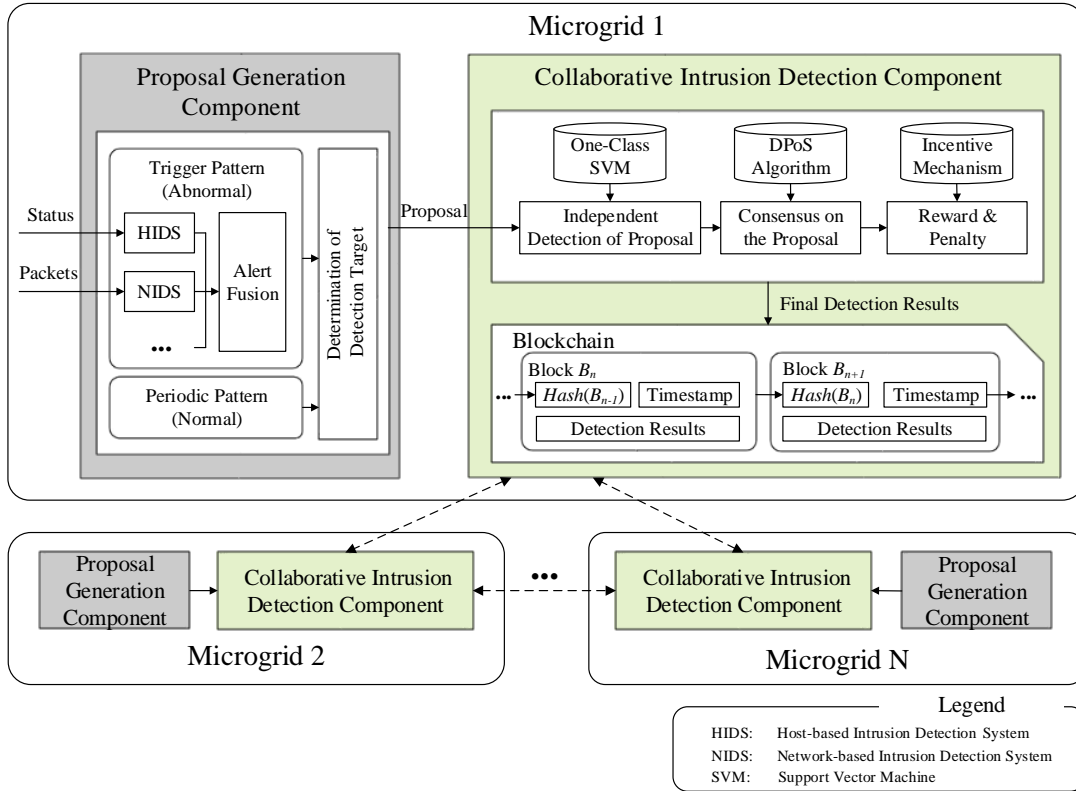 Microgrid 1
Proposal Generation
Component
Trigger Pattern
(Abnormal)
Status
HIDS
Packets
NIDS
...
Alert
Fusion
Periodic Pattern
(Normal)
Determination of
Detection Target
Proposal
Collaborative Intrusion Detection Component
One-Class
SVM
DPoS
Algorithm
Incentive
Mechanism
Independent
Detection of Proposal
Consensus on
the Proposal
Reward &
Penalty
Final Detection Results
Blockchain
...
Block Bn
Hash(Bn-1)
Timestamp
Detection Results
Block Bn+1
Hash(Bn)
Timestamp
Detection Results
...
Proposal
Generation
Component
Collaborative Intrusion
Detection Component
Microgrid 2
...
Collaborative Intrusion
Detection Component
Proposal
Generation
Component
Microgrid N
Legend
HIDS: Host-based Intrusion Detection System
NIDS: Network-based Intrusion Detection System
SVM: Support Vector Machine